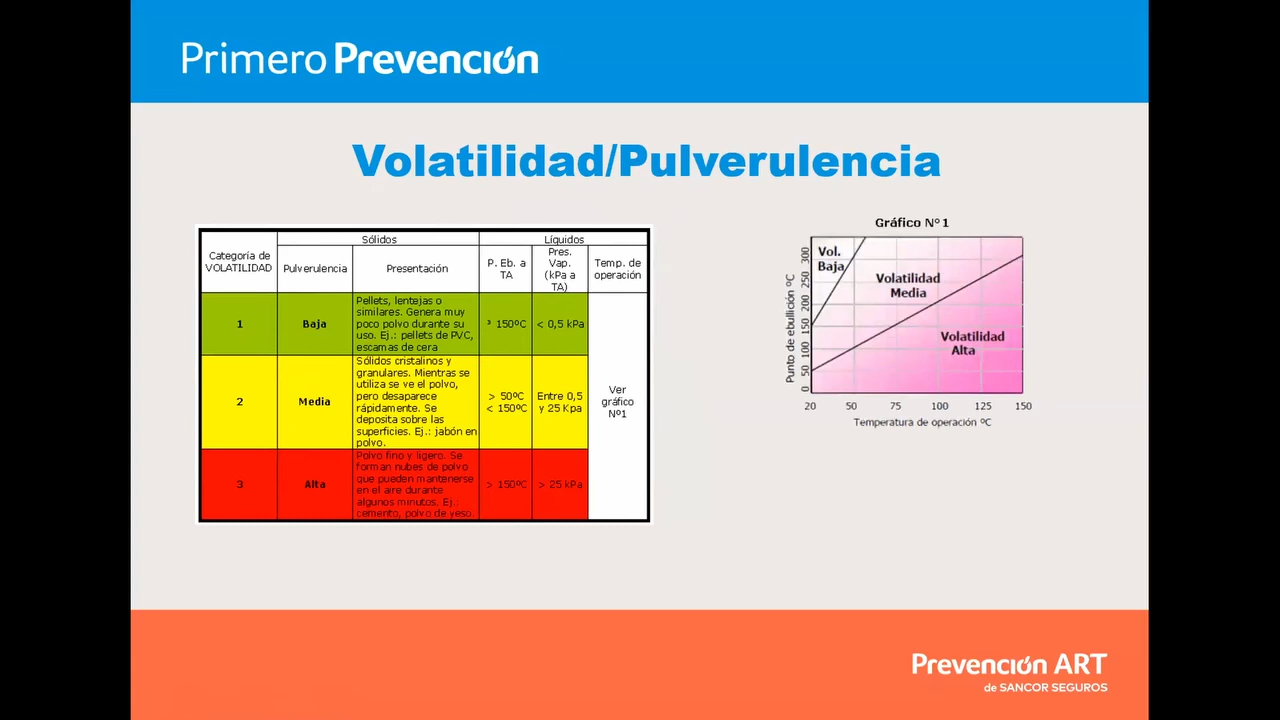 Primero Prevención
Volatilidad/Pulverulencia
Categoría de
VOLATILIDAD
Sólidos
Líquidos
Pulverulencia
Presentación
P. Eb. a
TA
Pres.
Vap.
(kPa a
TA)
Temp. de
operación
1
Baja
Pellets, lentejas o
similares. Genera muy
poco polvo durante su
uso. Ej.: pellets de PVC,
escamas de cera
³ 150ºC
< 0,5 kPa
2
Media
Sólidos cristalinos y
granulares. Mientras se
utiliza se ve el polvo,
pero desaparece
rápidamente. Se
deposita sobre las
superficies. Ej.: jabón en
polvo.
> 50ºC
< 150ºC
Entre 0,5
y 25 Kpa
Ver
gráfico
Nº1
3
Alta
Polvo fino y ligero. Se
forman nubes de polvo
que pueden mantenerse
en el aire durante
algunos minutos. Ej.:
cemento, polvo de yeso.
> 150ºC
> 25 kPa
Gráfico Nº 1
Punto de ebullición ºC
300
250
200
150
100
50
0
Vol.
Baja
Volatilidad
Media
Volatilidad
Alta
20 50 75 100 125 150
Temperatura de operación ºC
Prevención ART
de SANCOR SEGUROS